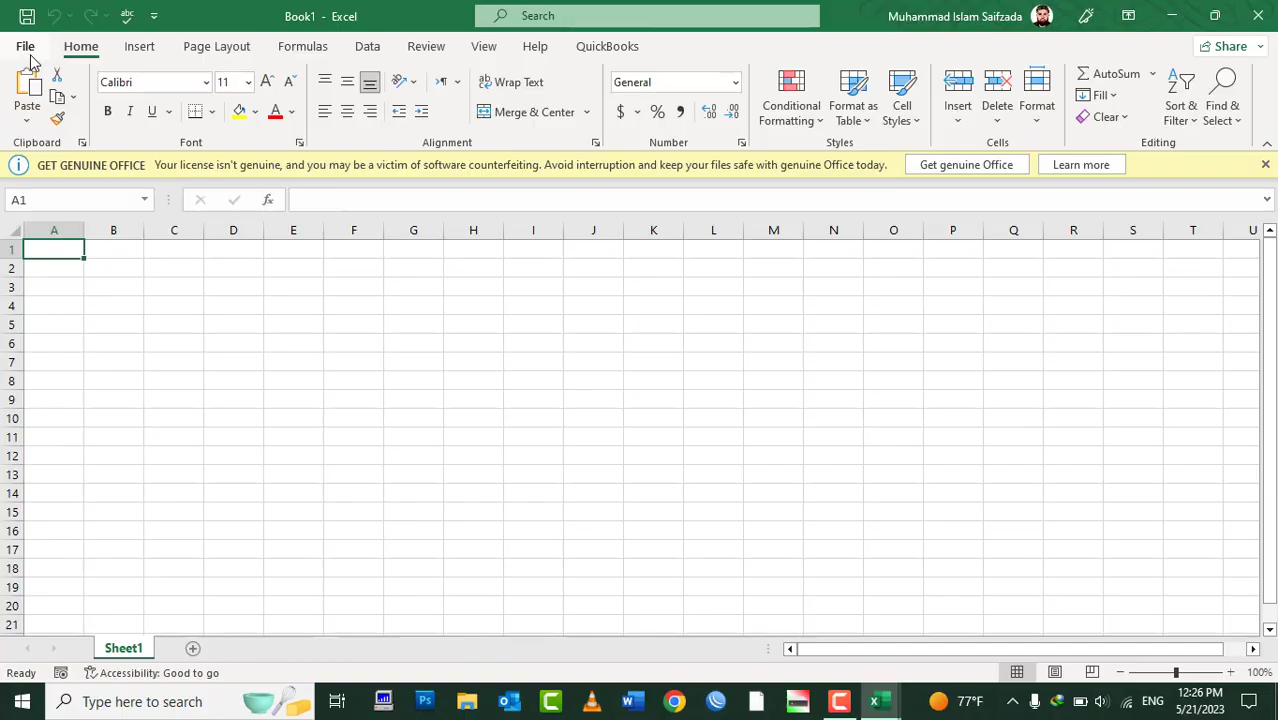 Book1 - Excel
Search
Muhammad Islam Saifzada
File Home Insert Page Layout Formulas Data Review View Help QuickBooks
Share
Paste
Calibri 11
B I U
A A
Wrap Text
Merge & Center
General
$ % ,
Conditional Formatting
Format as Table
Cell Styles
Insert
Delete
Format
AutoSum
Fill
Clear
Sort & Filter
Find & Select
Clipboard Font Alignment Number Styles Cells Editing
GET GENUINE OFFICE Your license isn't genuine, and you may be a victim of software counterfeiting. Avoid interruption and keep your files safe with genuine Office today. Get genuine Office Learn more
A1 fx
A B C D E F G H I J K L M N O P Q R S T U
1
2
3
4
5
6
7
8
9
10
11
12
13
14
15
16
17
18
19
20
21
Sheet1
Ready Accessibility: Good to go 100%
Type here to search 77°F ENG 12:26 PM
5/21/2023